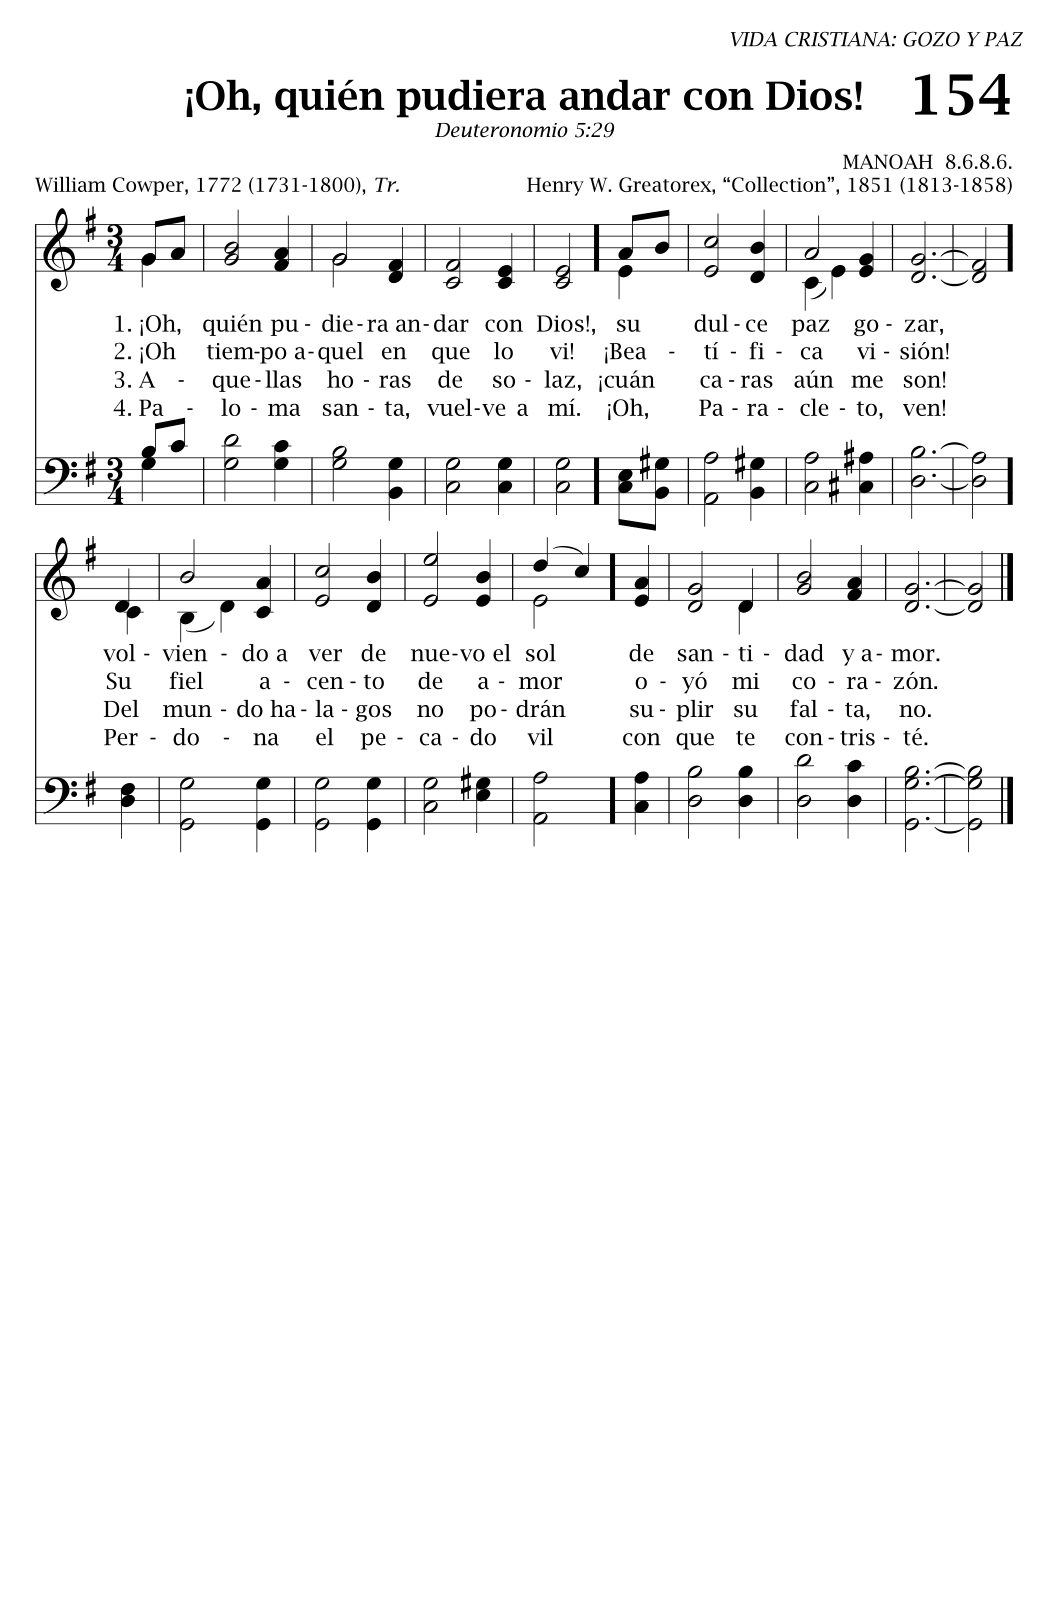 VIDA CRISTIANA: GOZO Y PAZ
¡Oh, quién pudiera andar con Dios! 154
Deuteronomio 5:29
MANOAH 8.6.8.6.
William Cowper, 1772 (1731-1800), Tr. Henry W. Greatorex, “Collection”, 1851 (1813-1858)
1. ¡Oh, quién pu - die - ra an - dar con Dios!, su dul - ce paz go - zar,
2. ¡Oh tiem - po a - quel en que lo vi! ¡Bea - tí - fi - ca vi - sión!
3. A - que - llas ho - ras de so - laz, ¡cuán ca - ras aún me son!
4. Pa - lo - ma san - ta, vuel - ve a mí. ¡Oh, Pa - ra - cle - to, ven!
vol - vien - do a ver de nue - vo el sol de san - ti - dad y a - mor.
Su fiel a - cen - to de a - mor o - yó mi co - ra - zón.
Del mun - do ha - la - gos no po - drán su - plir su fal - ta, no.
Per - do - na el pe - ca - do vil con que te con - tris - té.